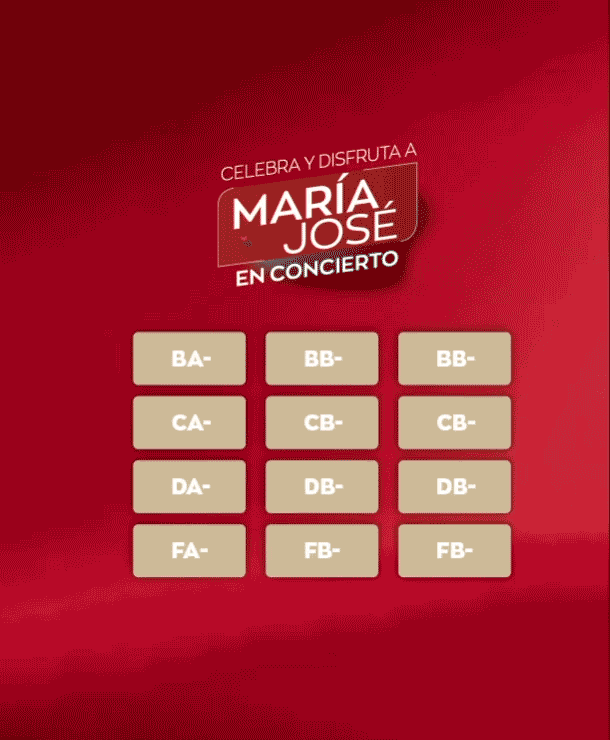 CELEBRA Y DISFRUTA A
MARÍA
JOSÉ
EN CONCIERTO
BA- BB- BB-
CA- CB- CB-
DA- DB- DB-
FA- FB- FB-